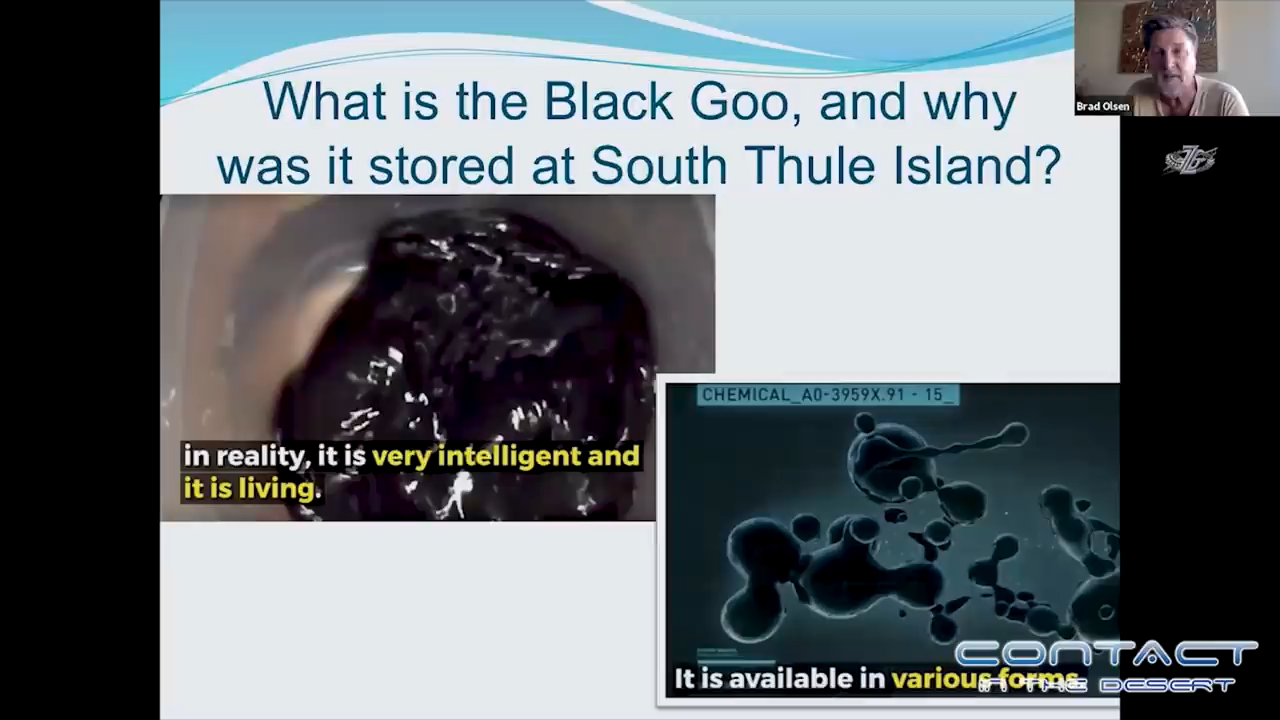 What is the Black Goo, and why
was it stored at South Thule Island?
Brad Olsen
in reality, it is very intelligent and
it is living.
CHEMICAL_A0-3959X.91 - 15_
It is available in various forms
CONTACT
IN THE DESERT